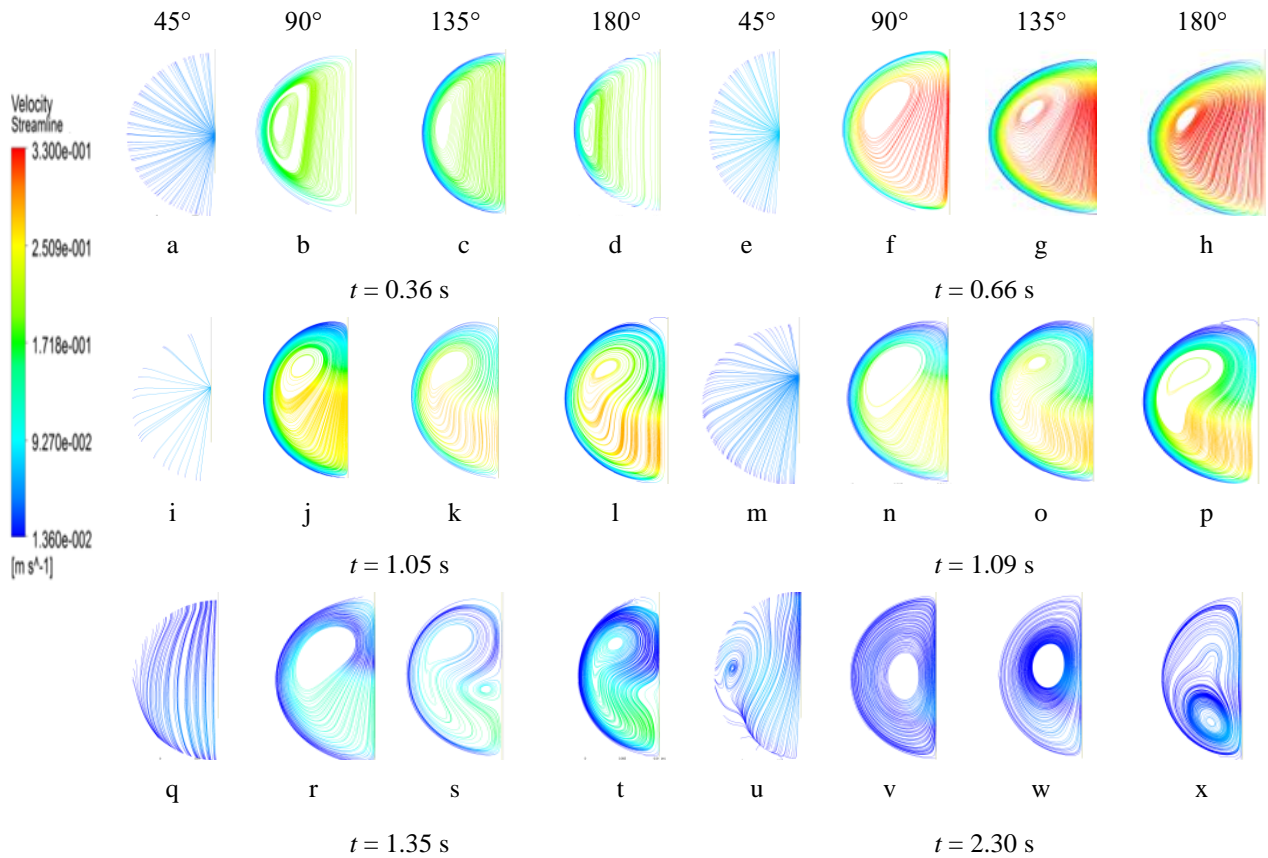 45° 90° 135° 180° 45° 90° 135° 180°
Velocity
Streamline
3.300e-001
2.509e-001
1.718e-001
9.270e-002
1.360e-002
[m s^-1]
a b c d e f g h
t = 0.36 s t = 0.66 s
i j k l m n o p
t = 1.05 s t = 1.09 s
q r s t u v w x
t = 1.35 s t = 2.30 s